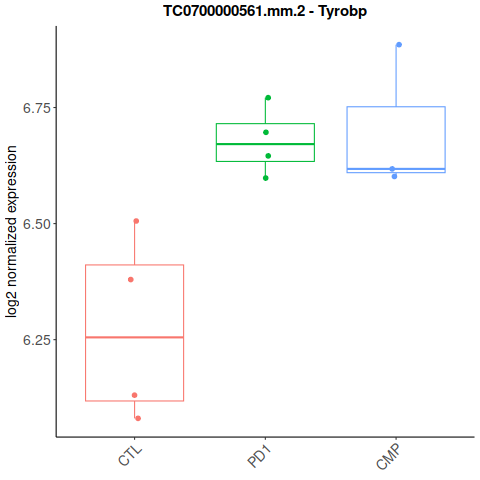 TC0700000561.mm.2 - Tyrobp
log2 normalized expression
6.75
6.50
6.25
CTL
PD1
CMP